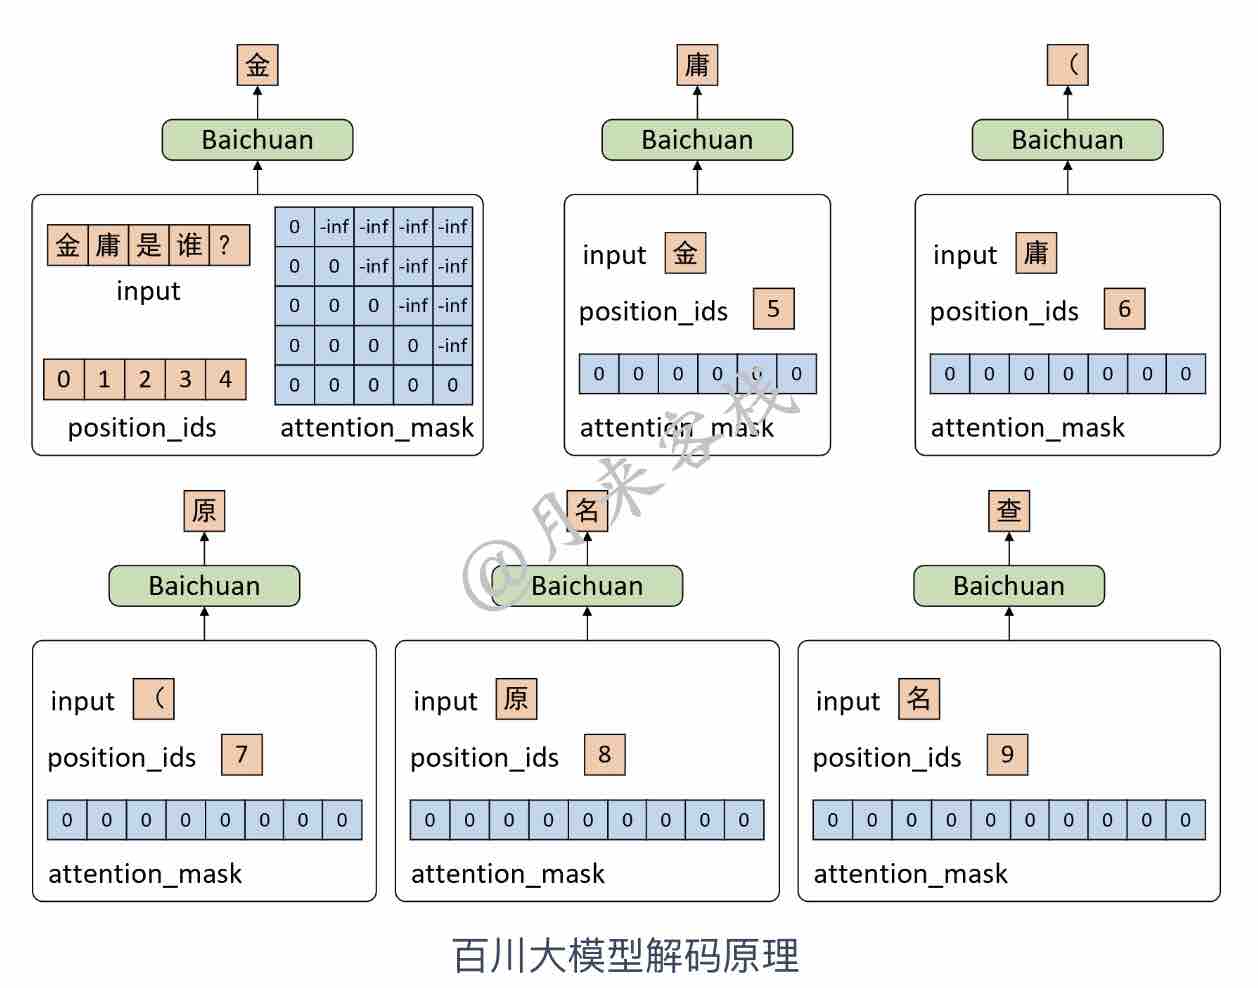 金
Baichuan
金 庸 是 谁 ？
input
0 1 2 3 4
position_ids
0 -inf -inf -inf -inf
0 0 -inf -inf -inf
0 0 0 -inf -inf
0 0 0 0 -inf
0 0 0 0 0
attention_mask
庸
Baichuan
input 金
position_ids 5
0 0 0 0 0 0
attention_mask
（
Baichuan
input 庸
position_ids 6
0 0 0 0 0 0 0
attention_mask
原
Baichuan
input （
position_ids 7
0 0 0 0 0 0 0 0
attention_mask
名
Baichuan
input 原
position_ids 8
0 0 0 0 0 0 0 0 0
attention_mask
查
Baichuan
input 名
position_ids 9
0 0 0 0 0 0 0 0 0 0
attention_mask
@月来客栈
百川大模型解码原理